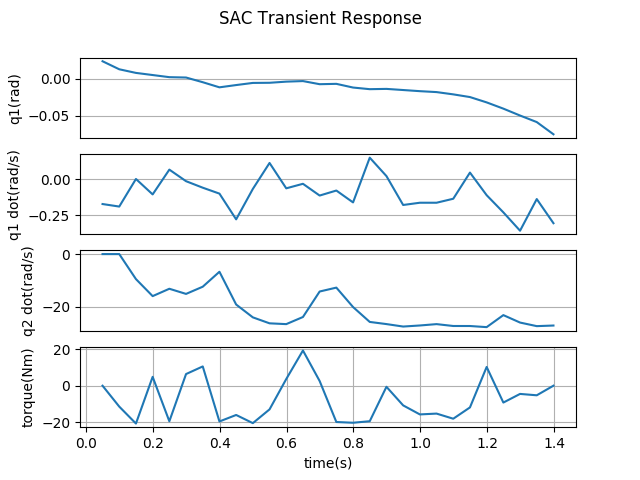 SAC Transient Response
q1(rad)
0.00
−0.05
q1 dot(rad/s)
0.00
−0.25
q2 dot(rad/s)
0
−20
torque(Nm)
20
0
−20
0.0 0.2 0.4 0.6 0.8 1.0 1.2 1.4
time(s)